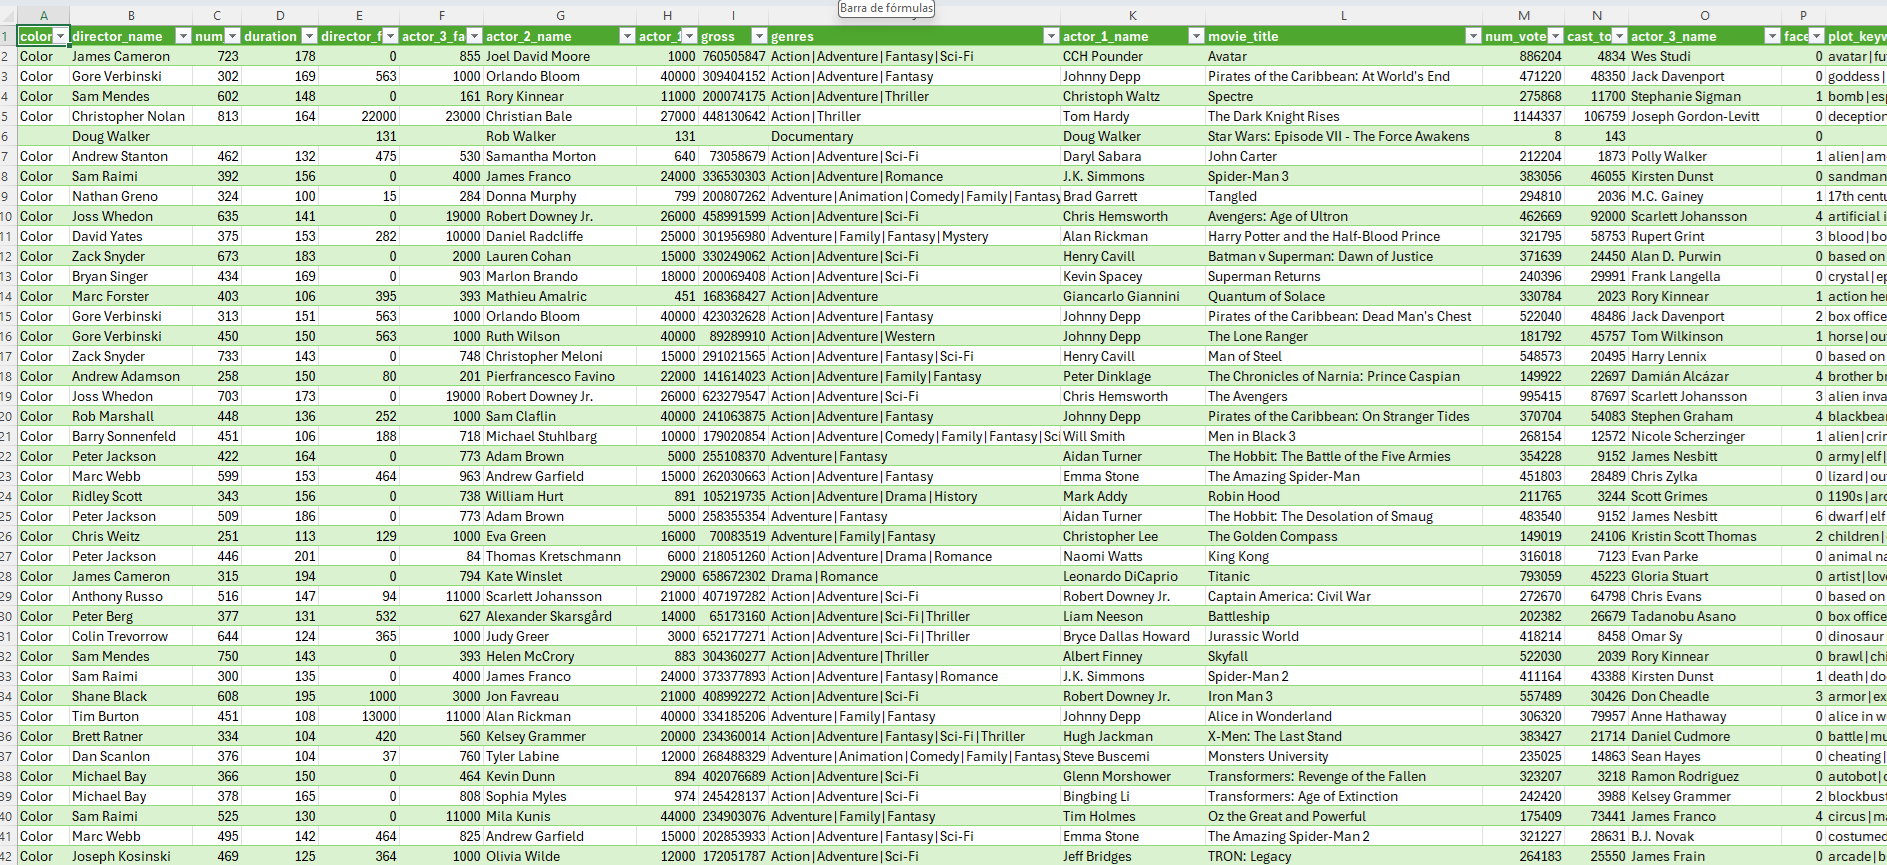 Barra de fórmulas
A B C D E F G H I J K L M N O P
1 color director_name num_ duration director_f actor_3_fa actor_2_name actor_1 gross genres actor_1_name movie_title num_vote cast_to actor_3_name face plot_keyw
2 Color James Cameron 723 178 0 855 Joel David Moore 1000 760505847 Action|Adventure|Fantasy|Sci-Fi CCH Pounder Avatar 886204 4834 Wes Studi 0 avatar|fu
3 Color Gore Verbinski 302 169 563 1000 Orlando Bloom 40000 309404152 Action|Adventure|Fantasy Johnny Depp Pirates of the Caribbean: At World's End 471220 48350 Jack Davenport 0 goddess|
4 Color Sam Mendes 602 148 0 161 Rory Kinnear 11000 200074175 Action|Adventure|Thriller Christoph Waltz Spectre 275868 11700 Stephanie Sigman 1 bomb|esp
5 Color Christopher Nolan 813 164 22000 23000 Christian Bale 27000 448130642 Action|Thriller Tom Hardy The Dark Knight Rises 1144337 106759 Joseph Gordon-Levitt 0 deception
6 Doug Walker 131 Rob Walker 131 Documentary Doug Walker Star Wars: Episode VII - The Force Awakens 8 143 0
7 Color Andrew Stanton 462 132 475 530 Samantha Morton 640 73058679 Action|Adventure|Sci-Fi Daryl Sabara John Carter 212204 1873 Polly Walker 1 alien|am
8 Color Sam Raimi 392 156 0 4000 James Franco 24000 336530303 Action|Adventure|Romance J.K. Simmons Spider-Man 3 383056 46055 Kirsten Dunst 0 sandman
9 Color Nathan Greno 324 100 15 284 Donna Murphy 799 200807262 Adventure|Animation|Comedy|Family|Fantasy Brad Garrett Tangled 294810 2036 M.C. Gainey 1 17th centu
10 Color Joss Whedon 635 141 0 19000 Robert Downey Jr. 26000 458991599 Action|Adventure|Sci-Fi Chris Hemsworth Avengers: Age of Ultron 462669 92000 Scarlett Johansson 4 artificial i
11 Color David Yates 375 153 282 10000 Daniel Radcliffe 25000 301956980 Adventure|Family|Fantasy|Mystery Alan Rickman Harry Potter and the Half-Blood Prince 321795 58753 Rupert Grint 3 blood|bo
12 Color Zack Snyder 673 183 0 2000 Lauren Cohan 15000 330249062 Action|Adventure|Sci-Fi Henry Cavill Batman v Superman: Dawn of Justice 371639 24450 Alan D. Purwin 0 based on
13 Color Bryan Singer 434 169 0 903 Marlon Brando 18000 200069408 Action|Adventure|Sci-Fi Kevin Spacey Superman Returns 240396 29991 Frank Langella 0 crystal|ep
14 Color Marc Forster 403 106 395 393 Mathieu Amalric 451 168368427 Action|Adventure Giancarlo Giannini Quantum of Solace 330784 2023 Rory Kinnear 1 action her
15 Color Gore Verbinski 313 151 563 1000 Orlando Bloom 40000 423032628 Action|Adventure|Fantasy Johnny Depp Pirates of the Caribbean: Dead Man's Chest 522040 48486 Jack Davenport 2 box office
16 Color Gore Verbinski 450 150 563 1000 Ruth Wilson 40000 89289910 Action|Adventure|Western Johnny Depp The Lone Ranger 181792 45757 Tom Wilkinson 1 horse|ou
17 Color Zack Snyder 733 143 0 748 Christopher Meloni 15000 291021565 Action|Adventure|Fantasy|Sci-Fi Henry Cavill Man of Steel 548573 20495 Harry Lennix 0 based on
18 Color Andrew Adamson 258 150 80 201 Pierfrancesco Favino 22000 141614023 Action|Adventure|Family|Fantasy Peter Dinklage The Chronicles of Narnia: Prince Caspian 149922 22697 Damián Alcázar 4 brother br
19 Color Joss Whedon 703 173 0 19000 Robert Downey Jr. 26000 623279547 Action|Adventure|Sci-Fi Chris Hemsworth The Avengers 995415 87697 Scarlett Johansson 3 alien inva
20 Color Rob Marshall 448 136 252 1000 Sam Claflin 40000 241063875 Action|Adventure|Fantasy Johnny Depp Pirates of the Caribbean: On Stranger Tides 370704 54083 Stephen Graham 4 blackbear
21 Color Barry Sonnenfeld 451 106 188 718 Michael Stuhlbarg 10000 179020854 Action|Adventure|Comedy|Family|Fantasy|Sci Will Smith Men in Black 3 268154 12572 Nicole Scherzinger 1 alien|crin
22 Color Peter Jackson 422 164 0 773 Adam Brown 5000 255108370 Adventure|Fantasy Aidan Turner The Hobbit: The Battle of the Five Armies 354228 9152 James Nesbitt 0 army|elf|
23 Color Marc Webb 599 153 464 963 Andrew Garfield 15000 262030663 Action|Adventure|Fantasy Emma Stone The Amazing Spider-Man 451803 28489 Chris Zylka 0 lizard|ou
24 Color Ridley Scott 343 156 0 738 William Hurt 891 105219735 Action|Adventure|Drama|History Mark Addy Robin Hood 211765 3244 Scott Grimes 0 1190s|arc
25 Color Peter Jackson 509 186 0 773 Adam Brown 5000 258355354 Adventure|Fantasy Aidan Turner The Hobbit: The Desolation of Smaug 483540 9152 James Nesbitt 6 dwarf|elf
26 Color Chris Weitz 251 113 129 1000 Eva Green 16000 70083519 Adventure|Family|Fantasy Christopher Lee The Golden Compass 149019 24106 Kristin Scott Thomas 2 children|
27 Color Peter Jackson 446 201 0 84 Thomas Kretschmann 6000 218051260 Action|Adventure|Drama|Romance Naomi Watts King Kong 316018 7123 Evan Parke 0 animal na
28 Color James Cameron 315 194 0 794 Kate Winslet 29000 658672302 Drama|Romance Leonardo DiCaprio Titanic 793059 45223 Gloria Stuart 0 artist|lov
29 Color Anthony Russo 516 147 94 11000 Scarlett Johansson 21000 407197282 Action|Adventure|Sci-Fi Robert Downey Jr. Captain America: Civil War 272670 64798 Chris Evans 0 based on
30 Color Peter Berg 377 131 532 627 Alexander Skarsgård 14000 65173160 Action|Adventure|Sci-Fi|Thriller Liam Neeson Battleship 202382 26679 Tadanobu Asano 0 box office
31 Color Colin Trevorrow 644 124 365 1000 Judy Greer 3000 652177271 Action|Adventure|Sci-Fi|Thriller Bryce Dallas Howard Jurassic World 418214 8458 Omar Sy 0 dinosaur
32 Color Sam Mendes 750 143 0 393 Helen McCrory 883 304360277 Action|Adventure|Thriller Albert Finney Skyfall 522030 2039 Rory Kinnear 0 brawl|chi
33 Color Sam Raimi 300 135 0 4000 James Franco 24000 373377893 Action|Adventure|Fantasy|Romance J.K. Simmons Spider-Man 2 411164 43388 Kirsten Dunst 1 death|do
34 Color Shane Black 608 195 1000 3000 Jon Favreau 21000 408992272 Action|Adventure|Sci-Fi Robert Downey Jr. Iron Man 3 557489 30426 Don Cheadle 3 armor|ex
35 Color Tim Burton 451 108 13000 11000 Alan Rickman 40000 334185206 Adventure|Family|Fantasy Johnny Depp Alice in Wonderland 306320 79957 Anne Hathaway 0 alice in w
36 Color Brett Ratner 334 104 420 560 Kelsey Grammer 20000 234360014 Action|Adventure|Fantasy|Sci-Fi|Thriller Hugh Jackman X-Men: The Last Stand 383427 21714 Daniel Cudmore 0 battle|mu
37 Color Dan Scanlon 376 104 37 760 Tyler Labine 12000 268488329 Adventure|Animation|Comedy|Family|Fantasy Steve Buscemi Monsters University 235025 14863 Sean Hayes 0 cheating|
38 Color Michael Bay 366 150 0 464 Kevin Dunn 894 402076689 Action|Adventure|Sci-Fi Glenn Morshower Transformers: Revenge of the Fallen 323207 3218 Ramon Rodriguez 0 autobot|
39 Color Michael Bay 378 165 0 808 Sophia Myles 974 245428137 Action|Adventure|Sci-Fi Bingbing Li Transformers: Age of Extinction 242420 3988 Kelsey Grammer 2 blockbust
40 Color Sam Raimi 525 130 0 11000 Mila Kunis 44000 234903076 Adventure|Family|Fantasy Tim Holmes Oz the Great and Powerful 175409 73441 James Franco 4 circus|ma
41 Color Marc Webb 495 142 464 825 Andrew Garfield 15000 202853933 Action|Adventure|Fantasy|Sci-Fi Emma Stone The Amazing Spider-Man 2 321227 28631 B.J. Novak 0 costumed
42 Color Joseph Kosinski 469 125 364 1000 Olivia Wilde 12000 172051787 Action|Adventure|Sci-Fi Jeff Bridges TRON: Legacy 264183 25550 James Frain 0 arcade|b